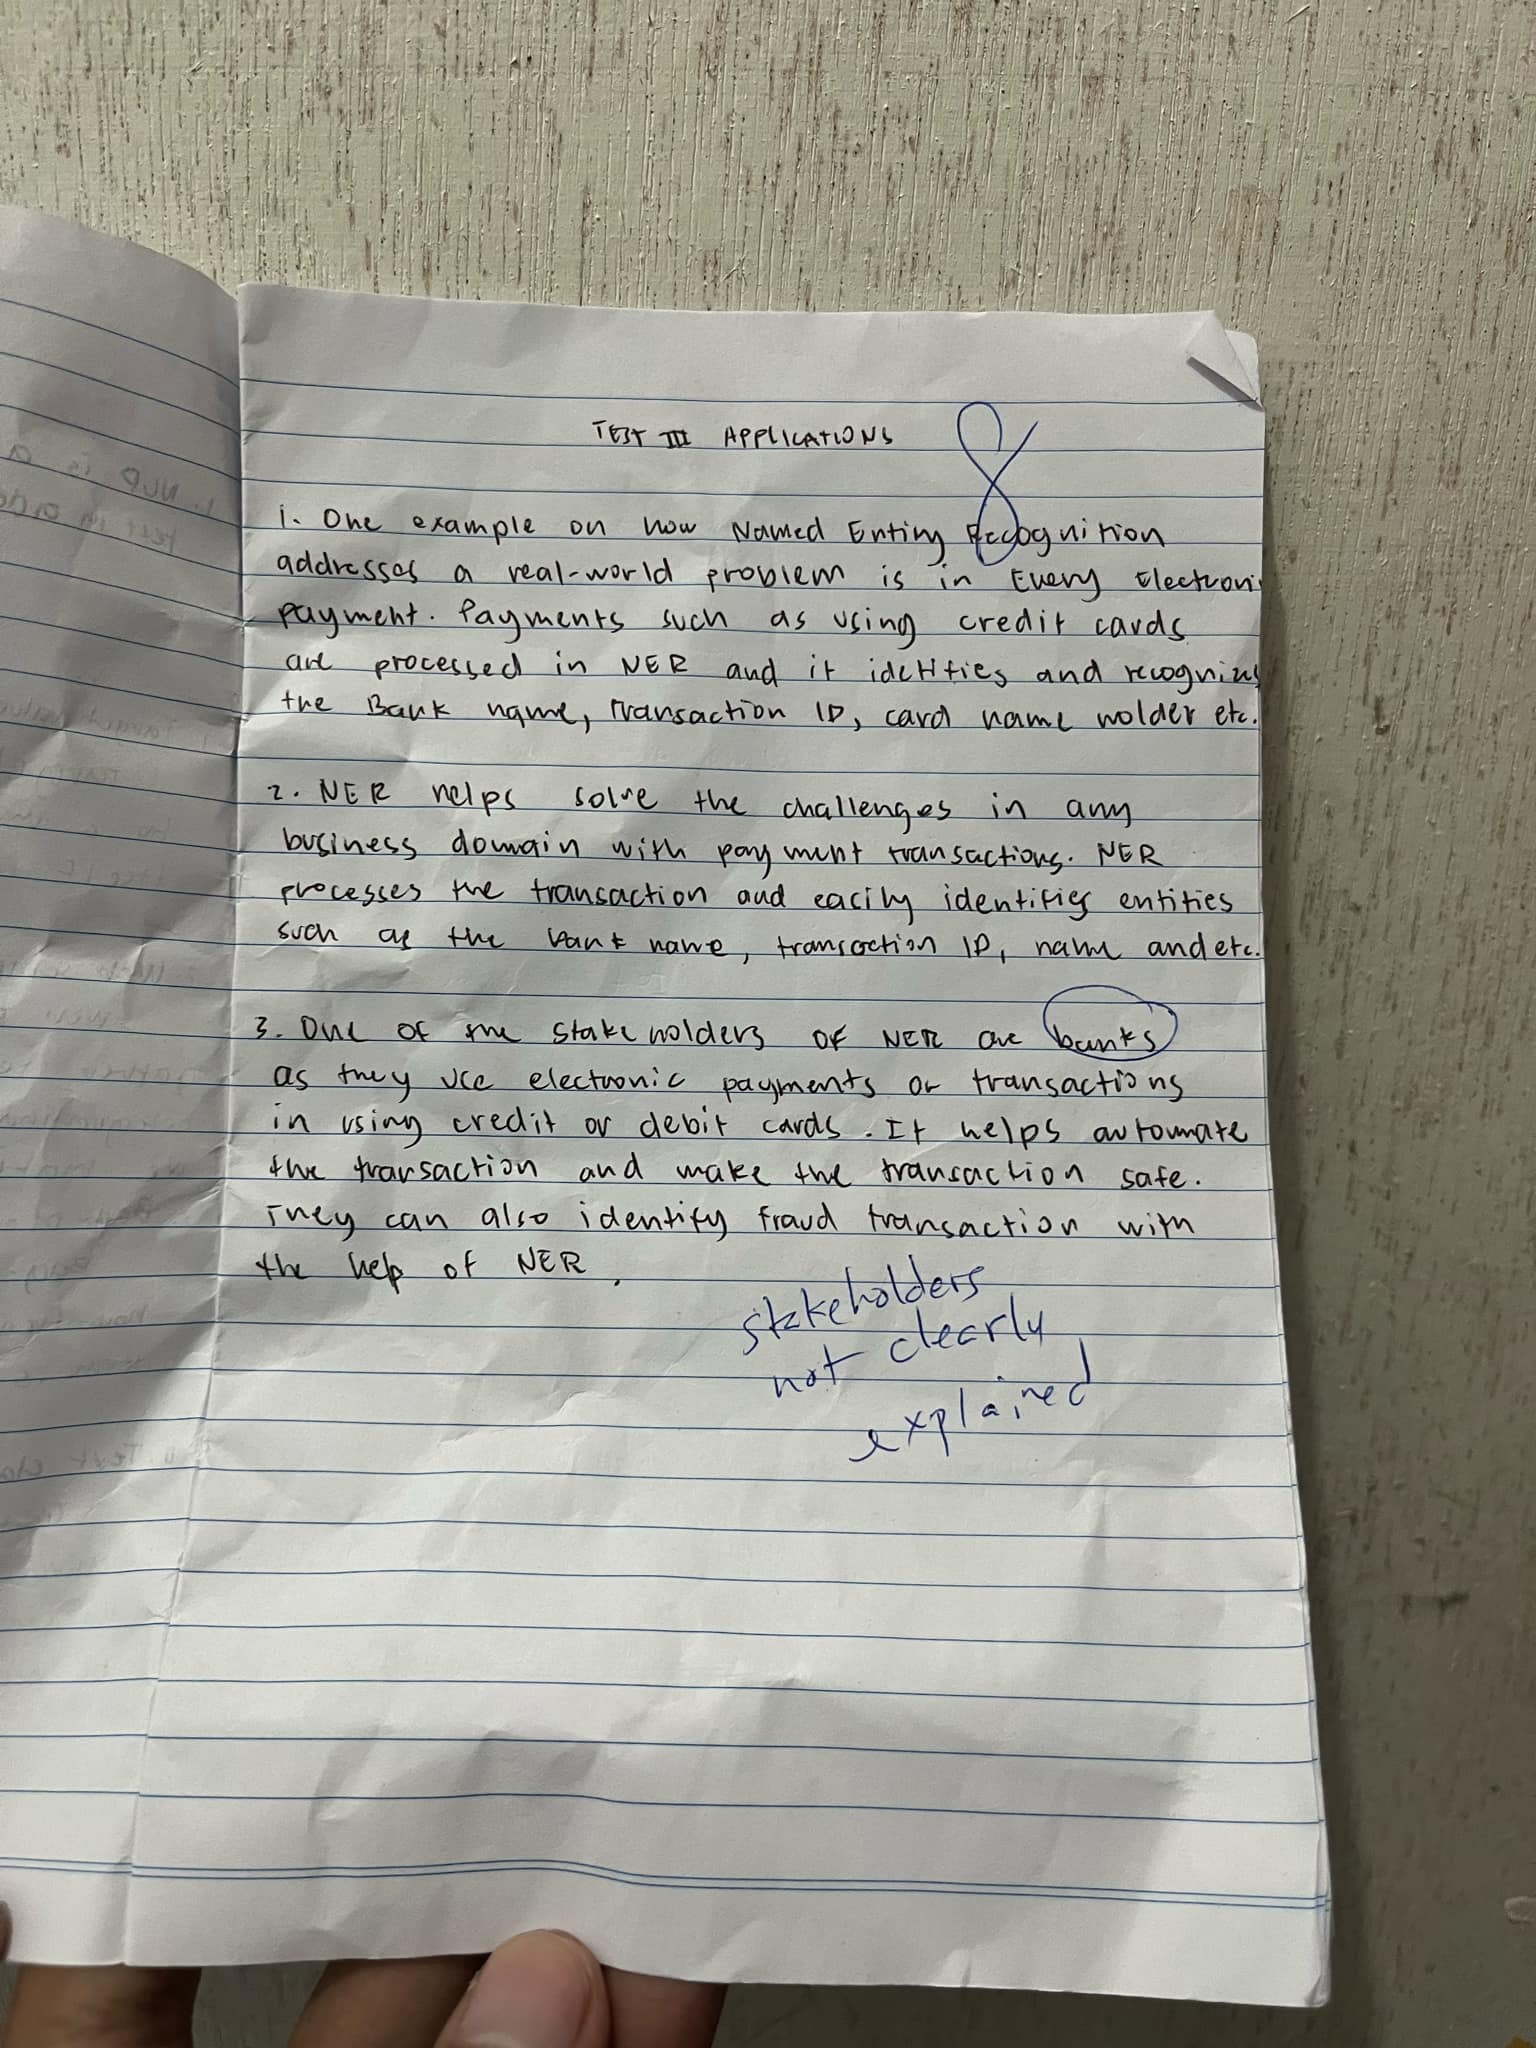 TEST III APPLICATIONS
8
1. One example on how Named Entiny Recognition
addresses a real-world problem is in Every Electroni
payment. Payments such as using credit cards
are processed in NER and it idetifies and recognizes
the Bank name, Transaction ID, card name holder etc.
2. NER helps solve the challenges in any
business domain with payment transactions. NER
processes the transaction and easily identifies entities
such as the bank name, transaction ID, name and etc.
3. One of the stakeholders of NER are banks
as they use electronic payments or transactions
in using credit or debit cards. It helps automate
the transaction and make the transaction safe.
They can also identify fraud transaction with
the help of NER.
stakeholders
not clearly
explained
1. NLP is a